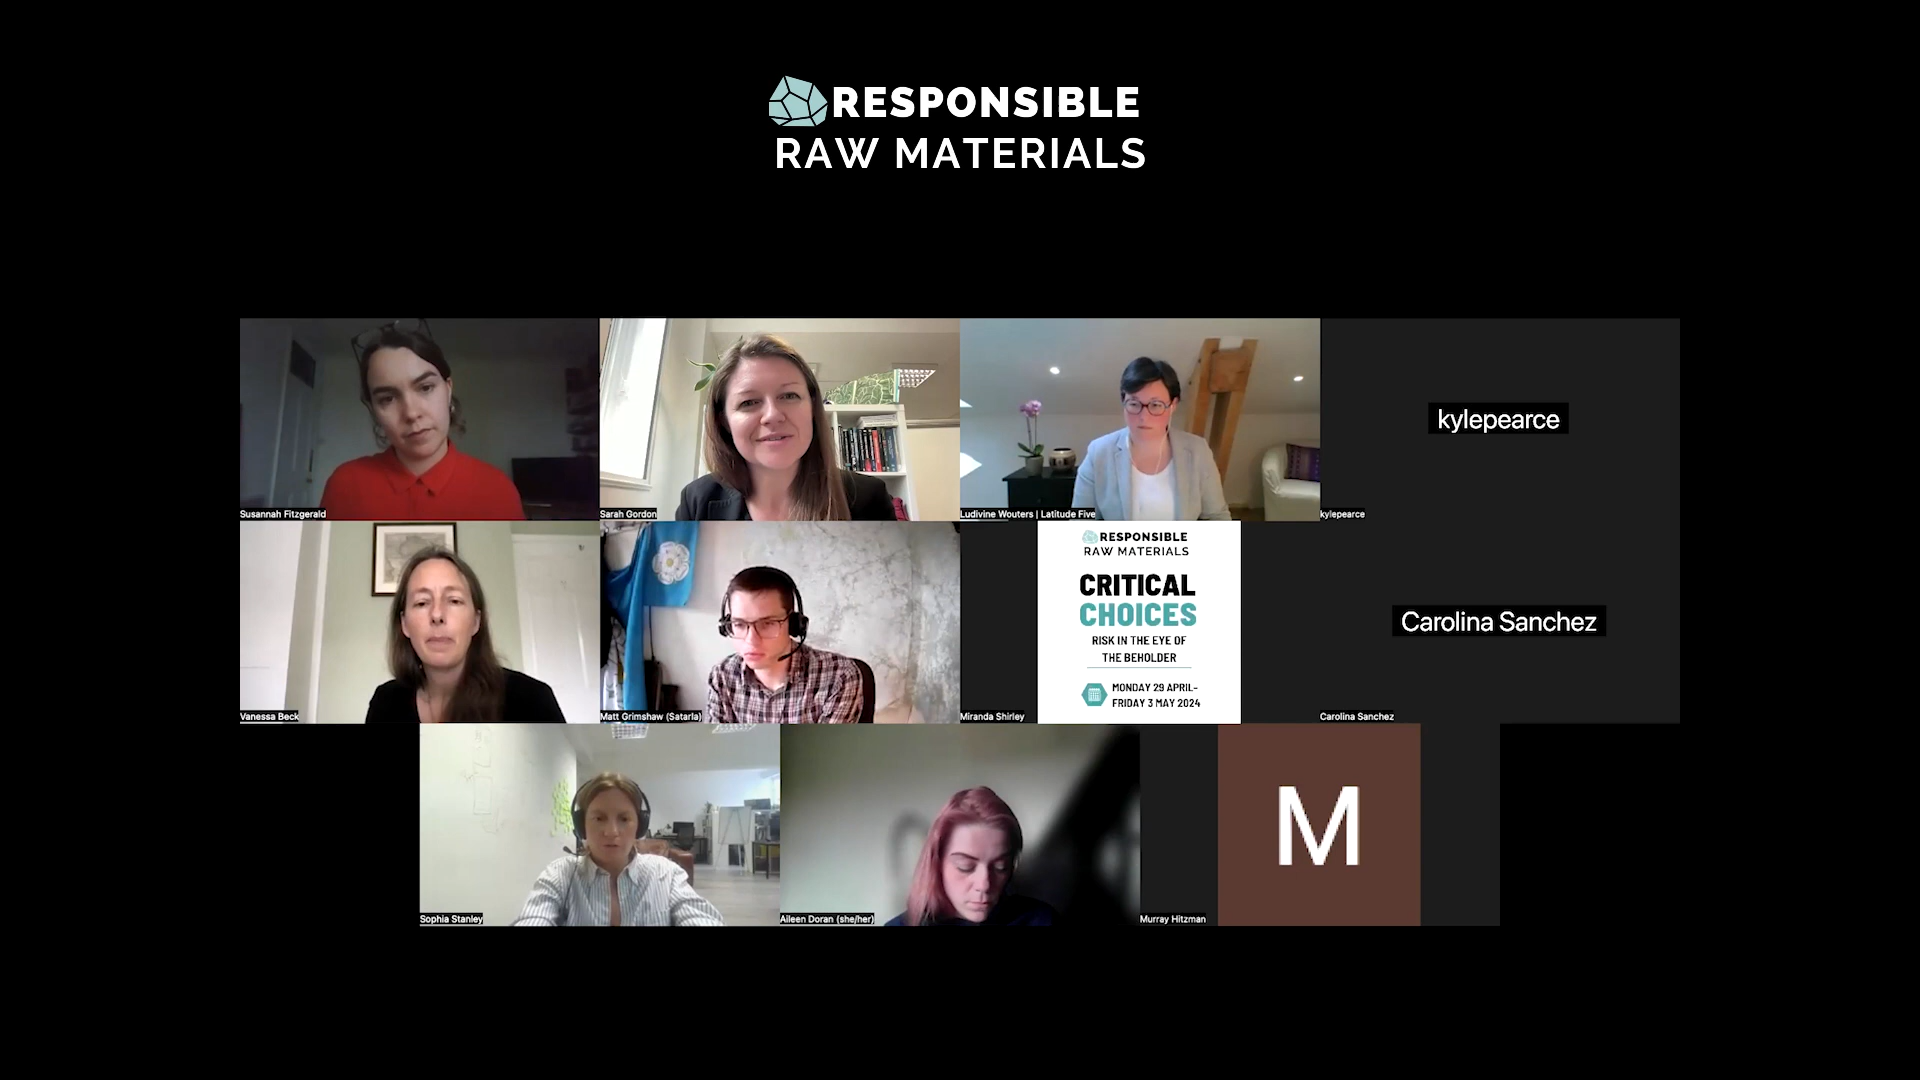 RESPONSIBLE
RAW MATERIALS
Susannah Fitzgerald
Sarah Gordon
Ludivine Wouters | Latitude Five
kylepearce
kylepearce
Vanessa Beck
Matt Grimshaw (Satarla)
Miranda Shirley
RESPONSIBLE
RAW MATERIALS
CRITICAL
CHOICES
RISK IN THE EYE OF
THE BEHOLDER
MONDAY 29 APRIL-
FRIDAY 3 MAY 2024
Carolina Sanchez
Carolina Sanchez
Sophia Stanley
Aileen Doran (she/her)
Murray Hitzman
M